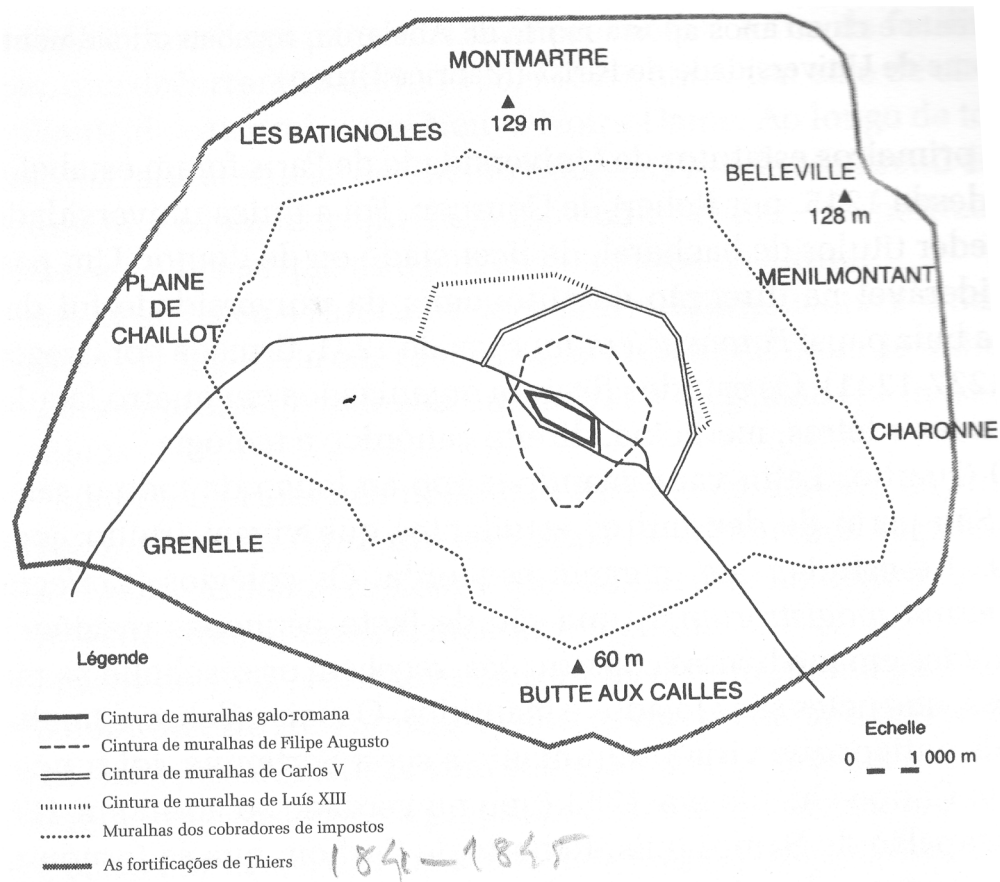 MONTMARTRE
129 m
LES BATIGNOLLES
BELLEVILLE
128 m
PLAINE
DE
CHAILLOT
MENILMONTANT
CHARONNE
GRENELLE
Légende
60 m
BUTTE AUX CAILLES
Cintura de muralhas galo-romana
Cintura de muralhas de Filipe Augusto
Cintura de muralhas de Carlos V
Cintura de muralhas de Luís XIII
Muralhas dos cobradores de impostos
As fortificações de Thiers
Echelle
0 1 000 m
1841-1845